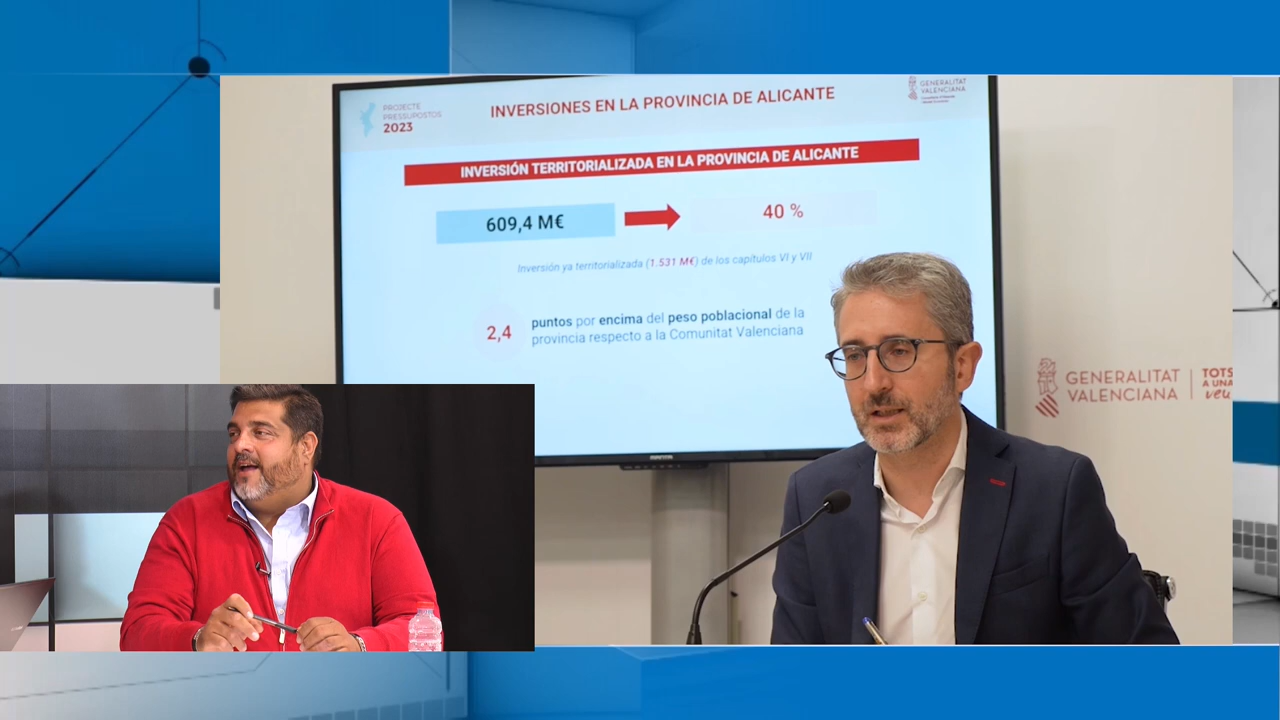 PROJECTE
PRESSUPOSTOS
2023
INVERSIONES EN LA PROVINCIA DE ALICANTE
GENERALITAT
VALENCIANA
INVERSIÓN TERRITORIALIZADA EN LA PROVINCIA DE ALICANTE
609,4 M€
40 %
Inversión ya territorializada (1.531 M€) de los capítulos VI y VII
2,4
puntos por encima del peso poblacional de la
provincia respecto a la Comunitat Valenciana
GENERALITAT
VALENCIANA
TOTS
A UNA
veu